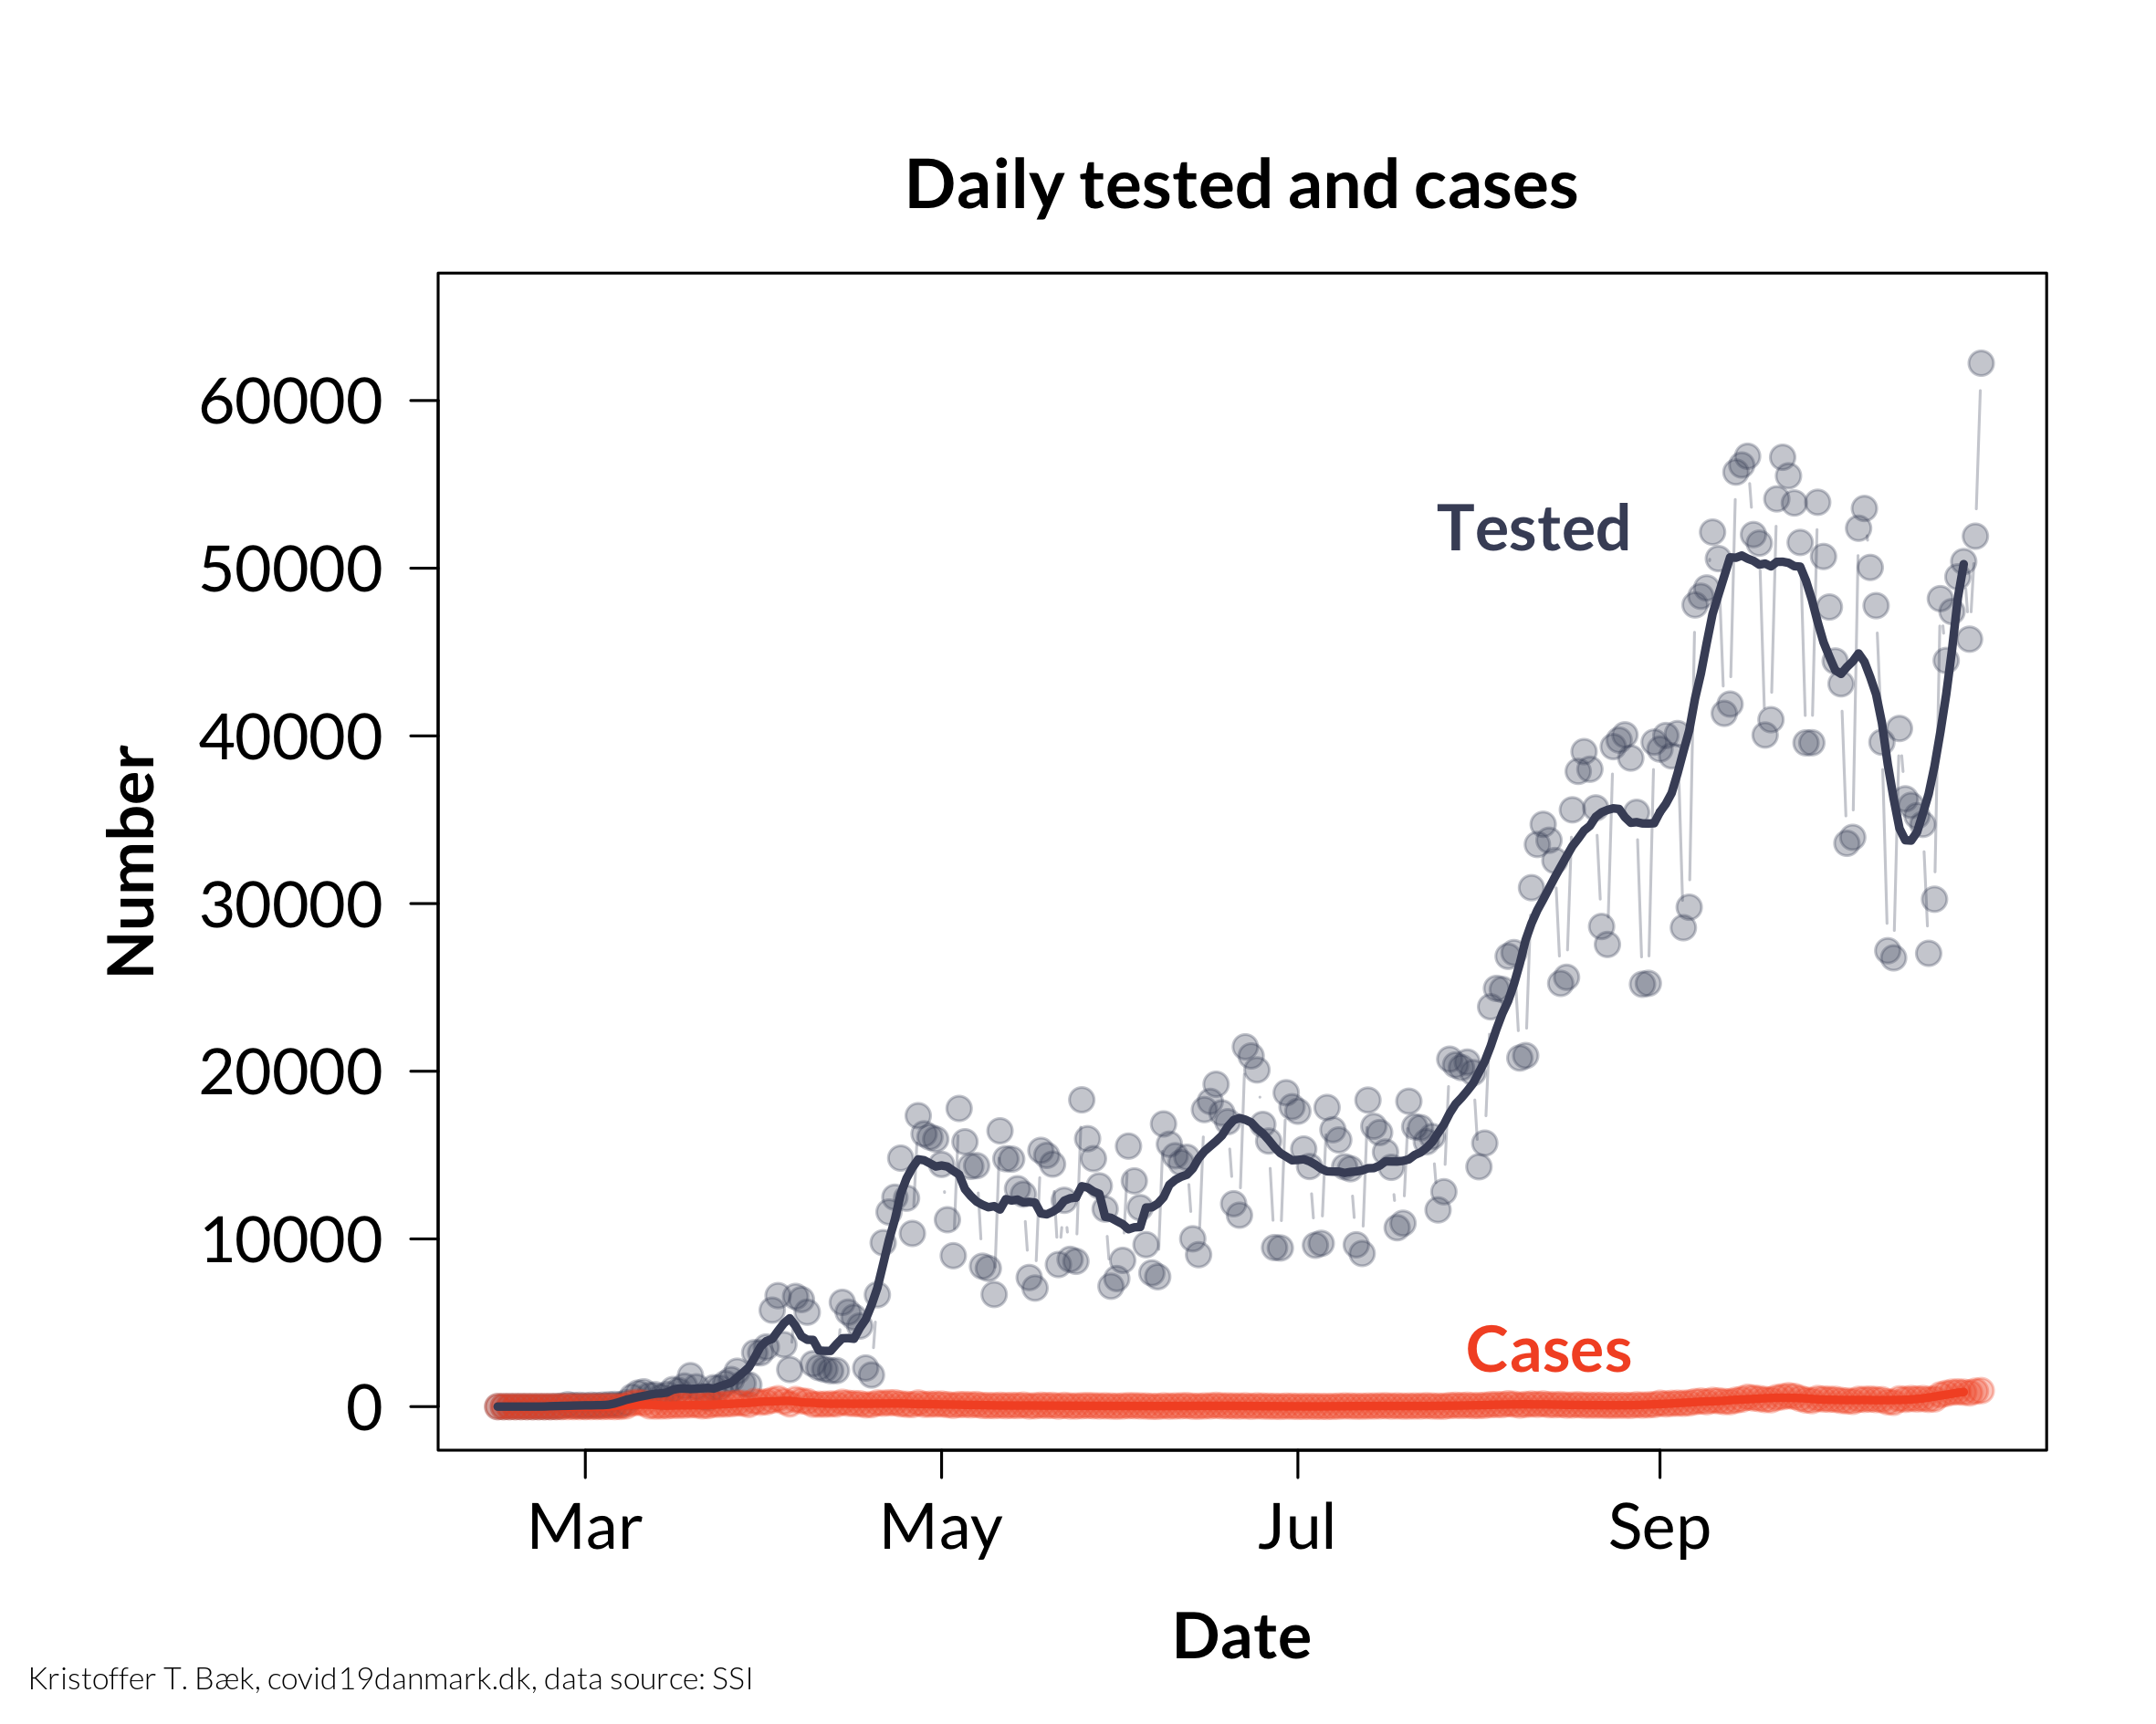 Daily tested and cases
Number
60000
50000
40000
30000
20000
10000
0
Tested
Cases
Mar
May
Jul
Sep
Date
Kristoffer T. Bæk, covid19danmark.dk, data source: SSI